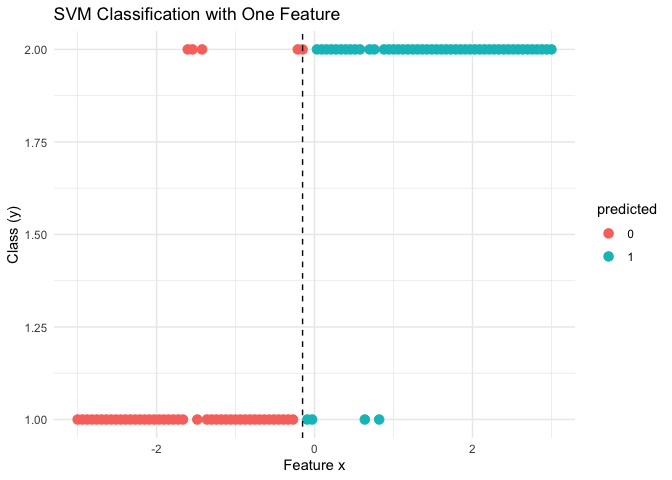 SVM Classification with One Feature
2.00
1.75
1.50
1.25
1.00
Class (y)
-2
0
2
Feature x
predicted
0
1